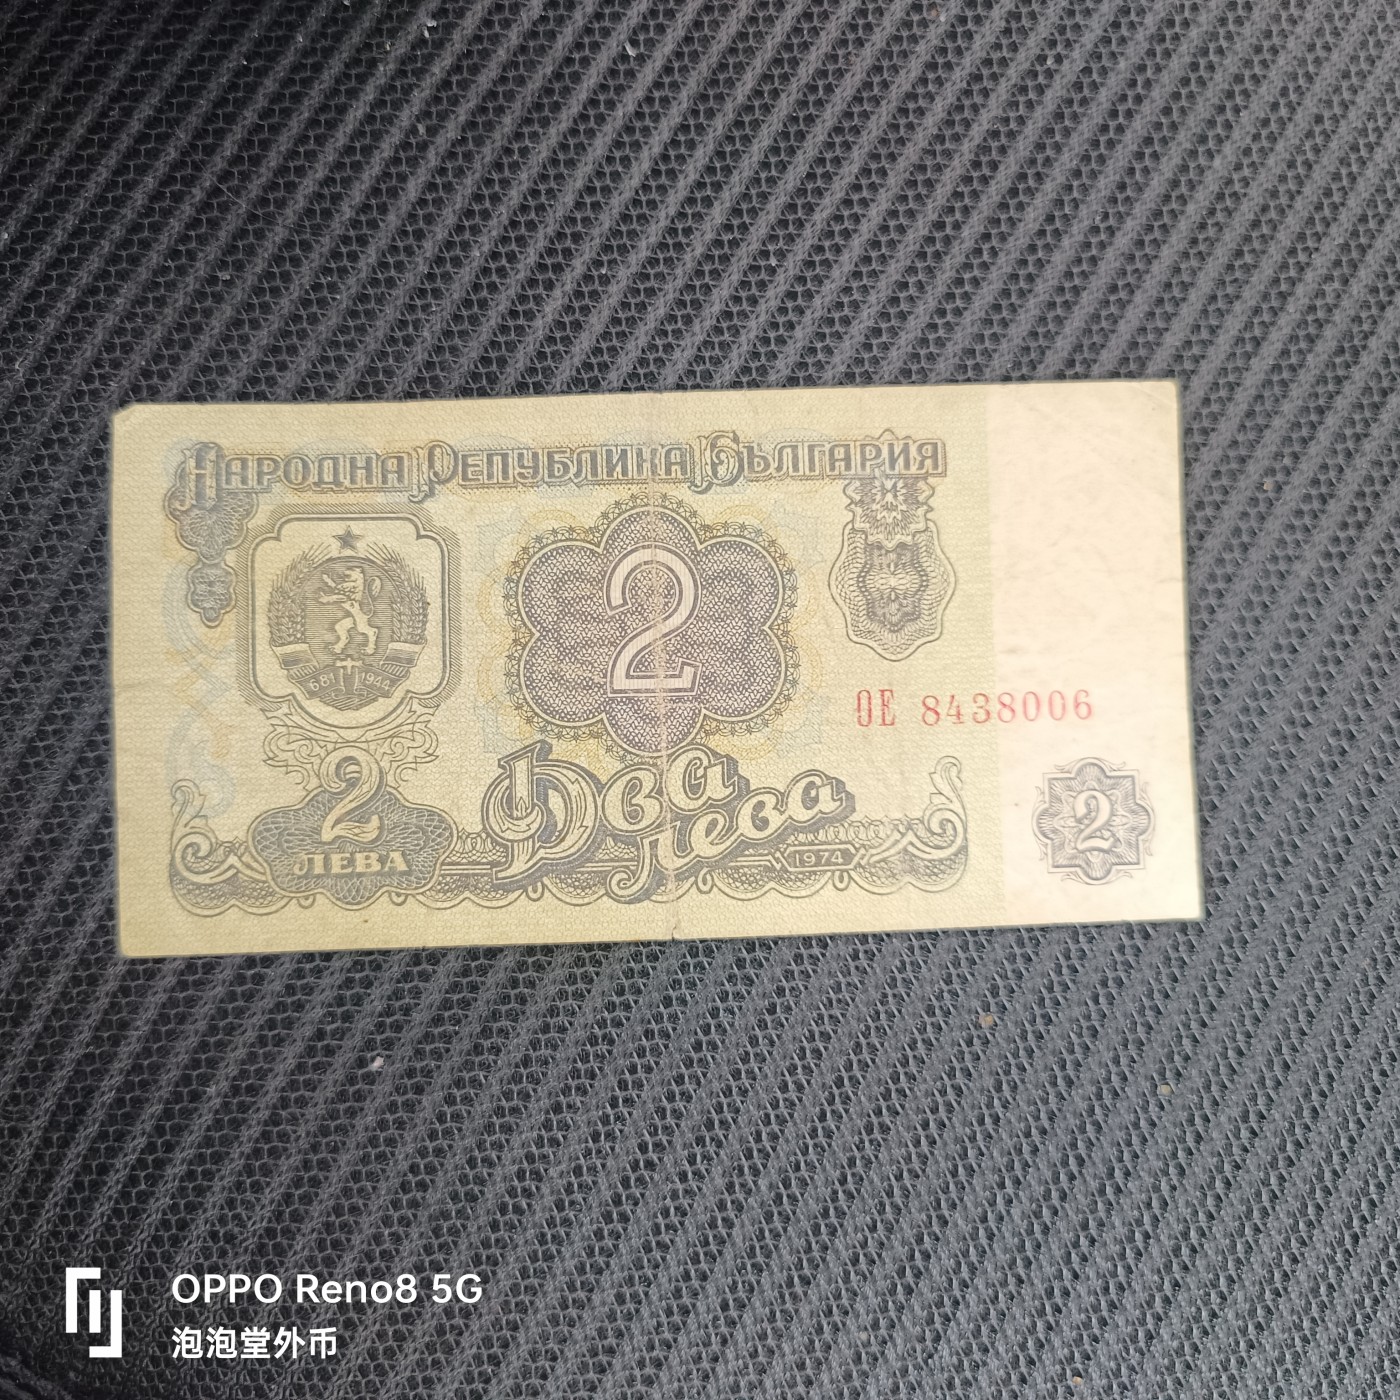 НАРОДНА РЕПУБЛИКА БЪЛГАРИЯ
681 1944
2
2
ЛЕВА
Два
лева
1974
ОЕ 8438006
2
OPPO Reno8 5G
泡泡堂外币